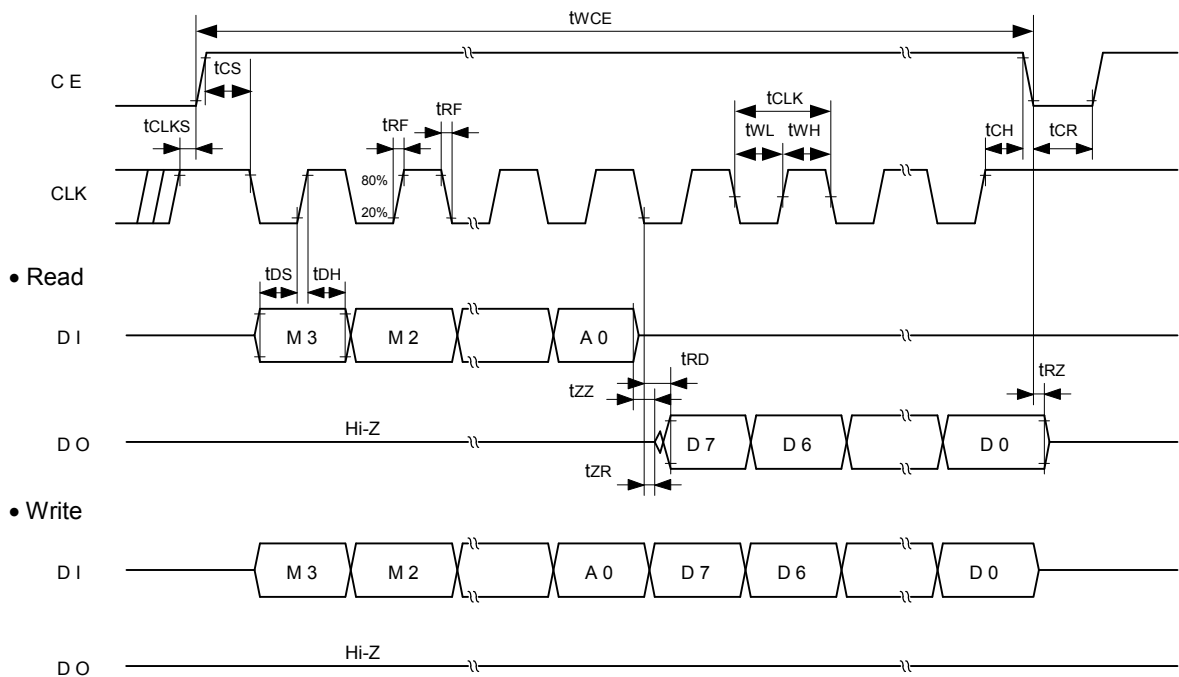 tWCE
C E
tCS
tCLKS
tRF
tRF
tCLK
tWL
tWH
tCH
tCR
CLK
80%
20%
• Read
tDS
tDH
D I
M 3
M 2
A 0
tRD
tZZ
tRZ
D O
Hi-Z
D 7
D 6
D 0
tZR
• Write
D I
M 3
M 2
A 0
D 7
D 6
D 0
D O
Hi-Z